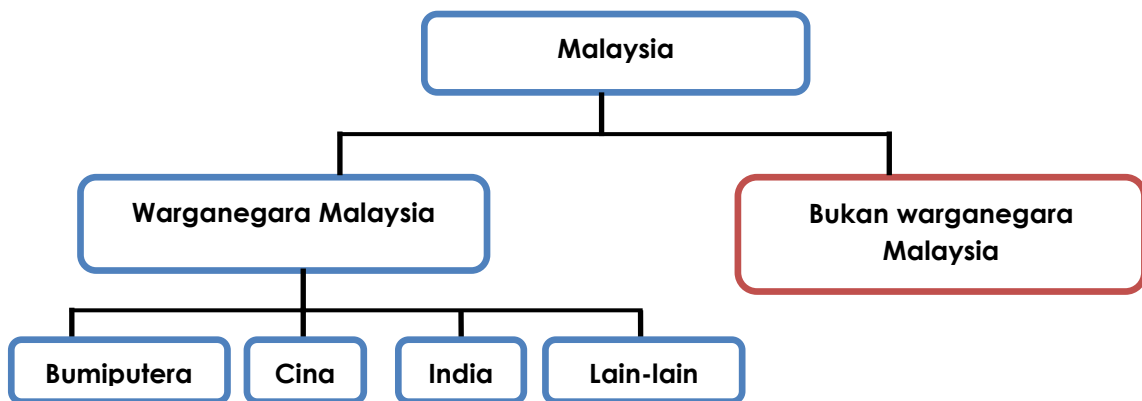 Malaysia
Warganegara Malaysia
Bukan warganegara
Malaysia
Bumiputera
Cina
India
Lain-lain